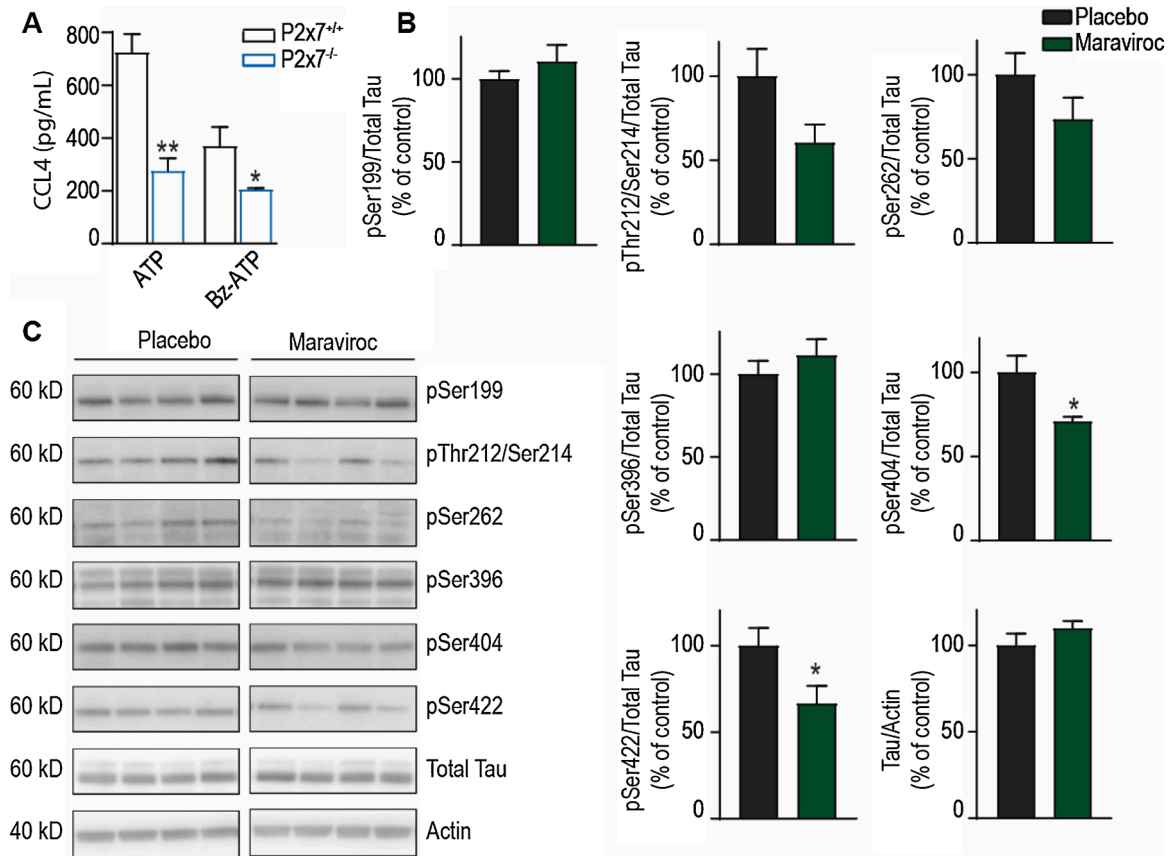 A
CCL4 (pg/mL)
800
600
400
200
0
P2x7+/+
P2x7-/-
**
*
ATP
Bz-ATP
B
Placebo
Maraviroc
pSer199/Total Tau
(% of control)
100
50
0
pThr212/Ser214/Total Tau
(% of control)
100
50
0
pSer262/Total Tau
(% of control)
100
50
0
pSer396/Total Tau
(% of control)
100
50
0
pSer404/Total Tau
(% of control)
100
50
0
*
pSer422/Total Tau
(% of control)
100
50
0
*
Tau/Actin
(% of control)
100
50
0
C
Placebo Maraviroc
60 kD pSer199
60 kD pThr212/Ser214
60 kD pSer262
60 kD pSer396
60 kD pSer404
60 kD pSer422
60 kD Total Tau
40 kD Actin